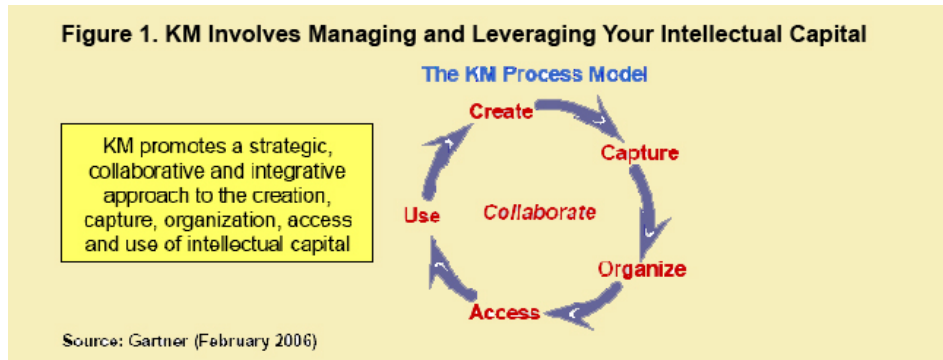 Figure 1. KM Involves Managing and Leveraging Your Intellectual Capital
The KM Process Model
Create
Capture
KM promotes a strategic,
collaborative and integrative
approach to the creation,
capture, organization, access
and use of intellectual capital
Use
Collaborate
Organize
Access
Source: Gartner (February 2006)